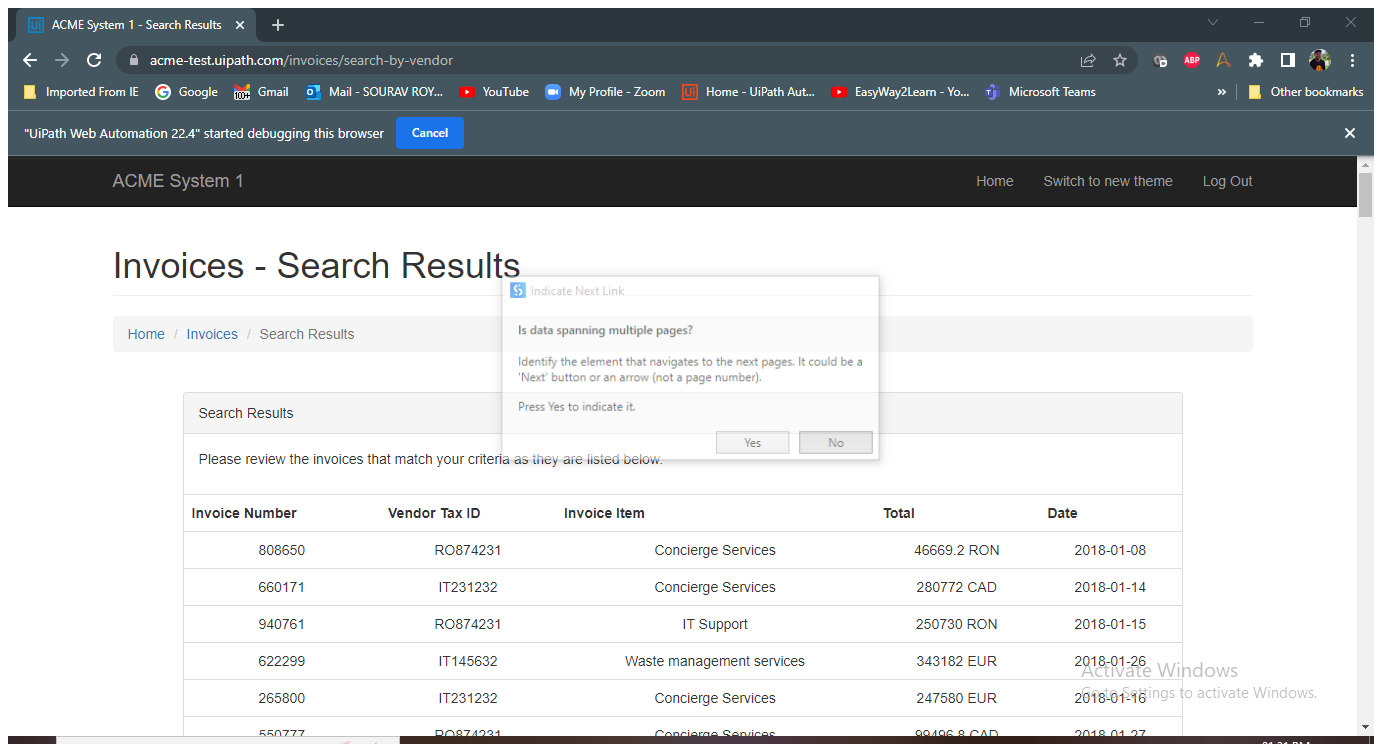 ACME System 1 - Search Results
acme-test.uipath.com/invoices/search-by-vendor
ABP
Imported From IE Google 100+ Gmail Mail - SOURAV ROY... YouTube My Profile - Zoom Ui Home - UiPath Aut... EasyWay2Learn - Yo... Microsoft Teams » Other bookmarks
"UiPath Web Automation 22.4" started debugging this browser Cancel
ACME System 1 Home Switch to new theme Log Out
Invoices - Search Results
Indicate Next Link
Is data spanning multiple pages?
Identify the element that navigates to the next pages. It could be a
'Next' button or an arrow (not a page number).
Press Yes to indicate it.
Yes No
Home / Invoices / Search Results
Search Results
Please review the invoices that match your criteria as they are listed below.
Invoice Number Vendor Tax ID Invoice Item Total Date
808650 RO874231 Concierge Services 46669.2 RON 2018-01-08
660171 IT231232 Concierge Services 280772 CAD 2018-01-14
940761 RO874231 IT Support 250730 RON 2018-01-15
622299 IT145632 Waste management services 343182 EUR 2018-01-26
265800 IT231232 Concierge Services 247580 EUR 2018-01-16
550777 RO874231 Concierge Services 99496.8 CAD 2018-01-27
Activate Windows
Go to Settings to activate Windows.